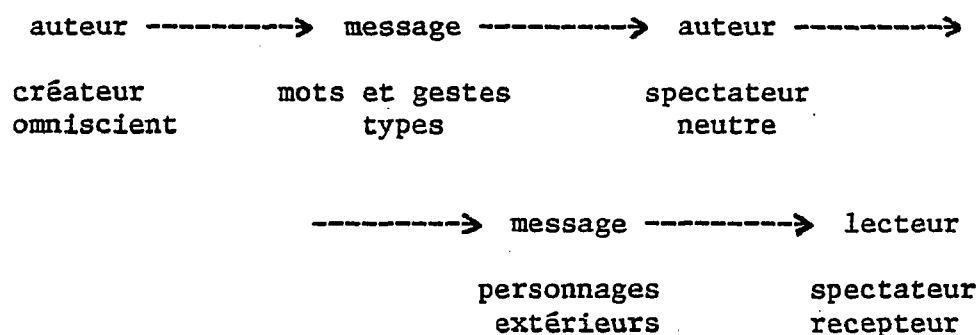 auteur ---------> message ---------> auteur --------->
créateur mots et gestes spectateur
omniscient types neutre
---------> message ---------> lecteur
personnages spectateur
extérieurs recepteur